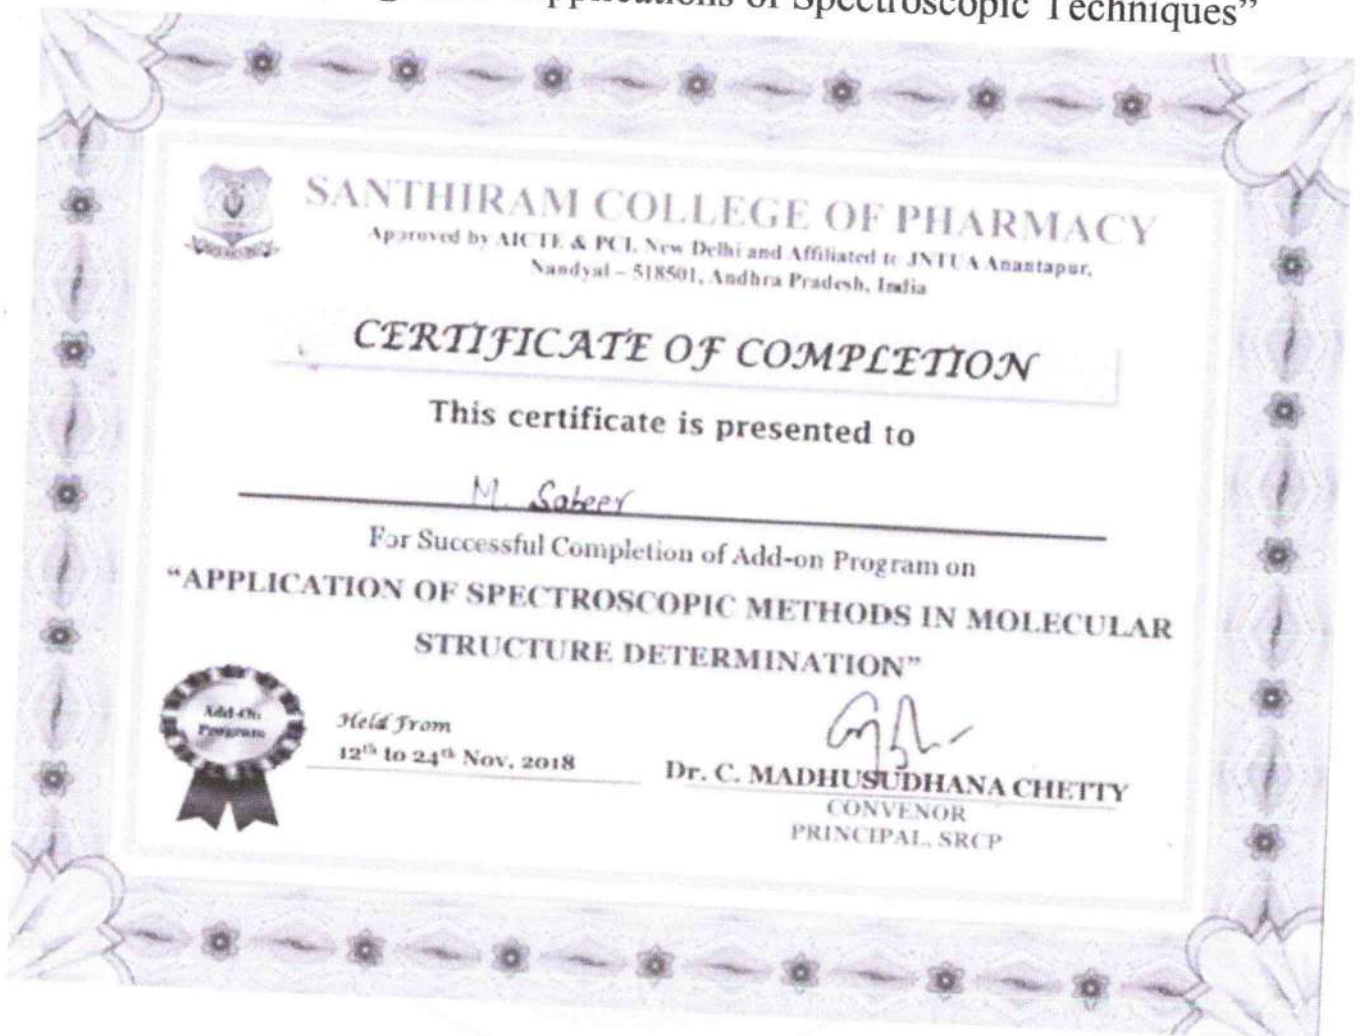 Applications of Spectroscopic Techniques”
SANTHIRAM COLLEGE OF PHARMACY
Approved by AICTE & PCI, New Delhi and Affiliated to JNTUA Anantapur,
Nandyal – 518501, Andhra Pradesh, India
CERTIFICATE OF COMPLETION
This certificate is presented to
M. Sabeer
For Successful Completion of Add-on Program on
“APPLICATION OF SPECTROSCOPIC METHODS IN MOLECULAR
STRUCTURE DETERMINATION”
Add-On
Program
Held From
12th to 24th Nov, 2018
Dr. C. MADHUSUDHANA CHETTY
CONVENOR
PRINCIPAL, SRCP